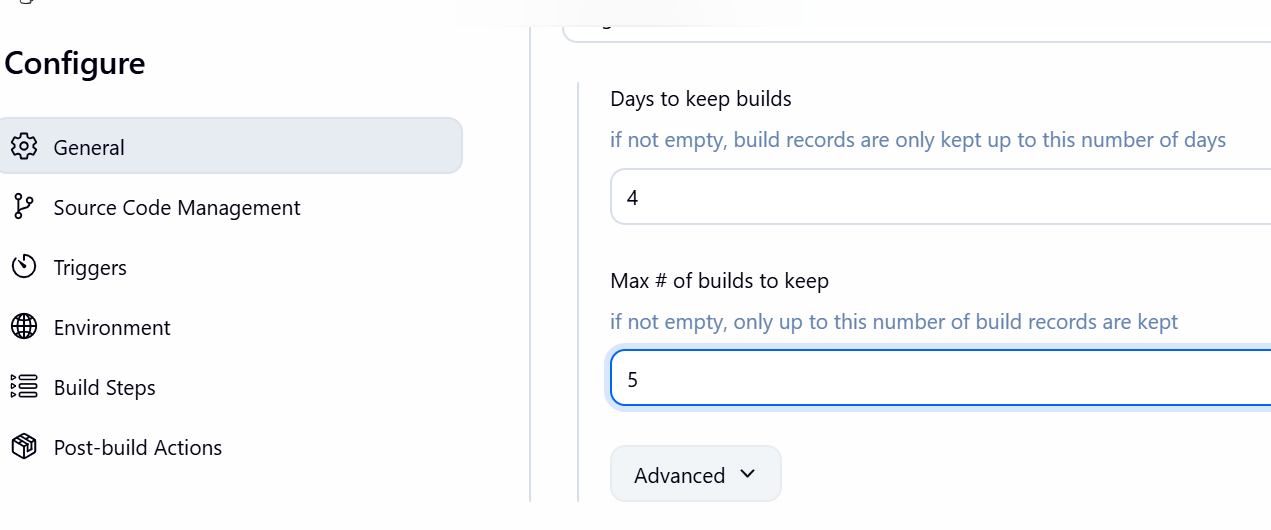 Configure
General
Source Code Management
Triggers
Environment
Build Steps
Post-build Actions
Days to keep builds
if not empty, build records are only kept up to this number of days
4
Max # of builds to keep
if not empty, only up to this number of build records are kept
5
Advanced